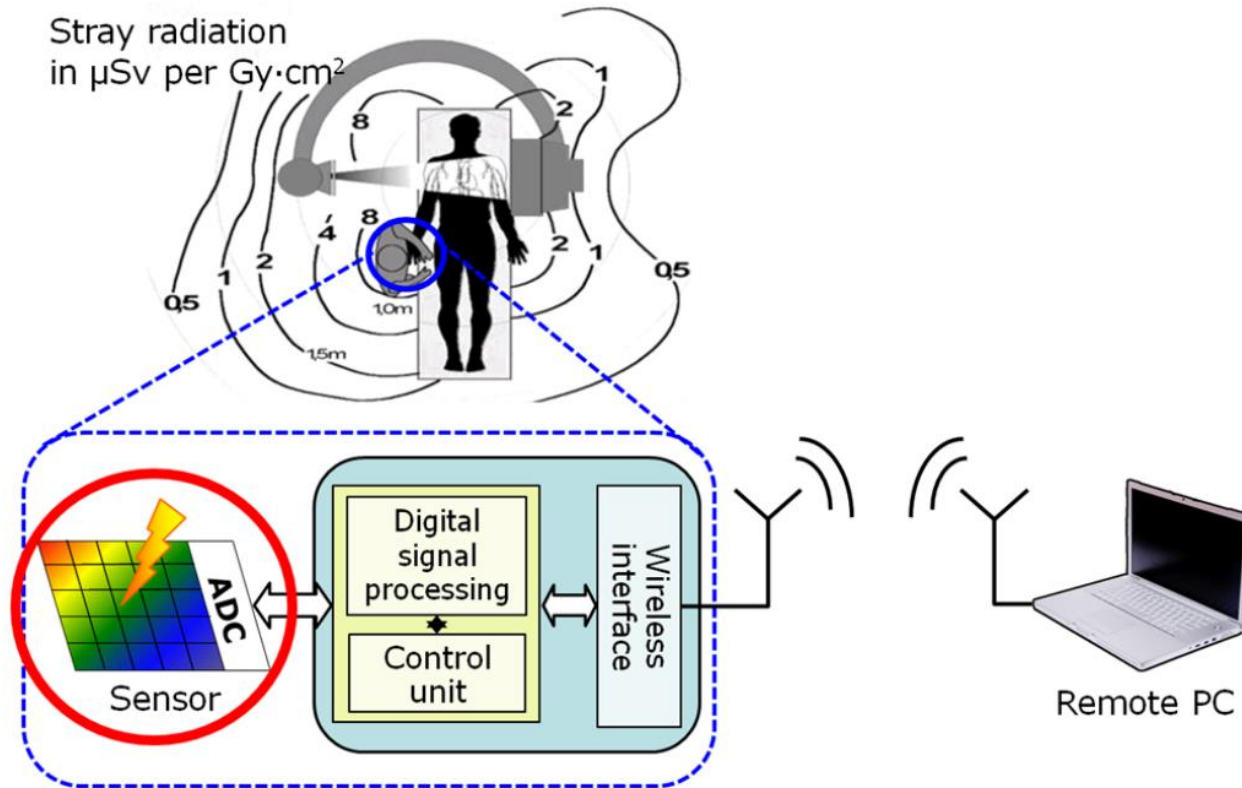 Stray radiation
in μSv per Gy·cm²
1
2
8
8
4
2
1
2
1
0,5
0,5
1,0m
1,5m
Digital
signal
processing
Control
unit
Wireless
interface
ADC
Sensor
Remote PC